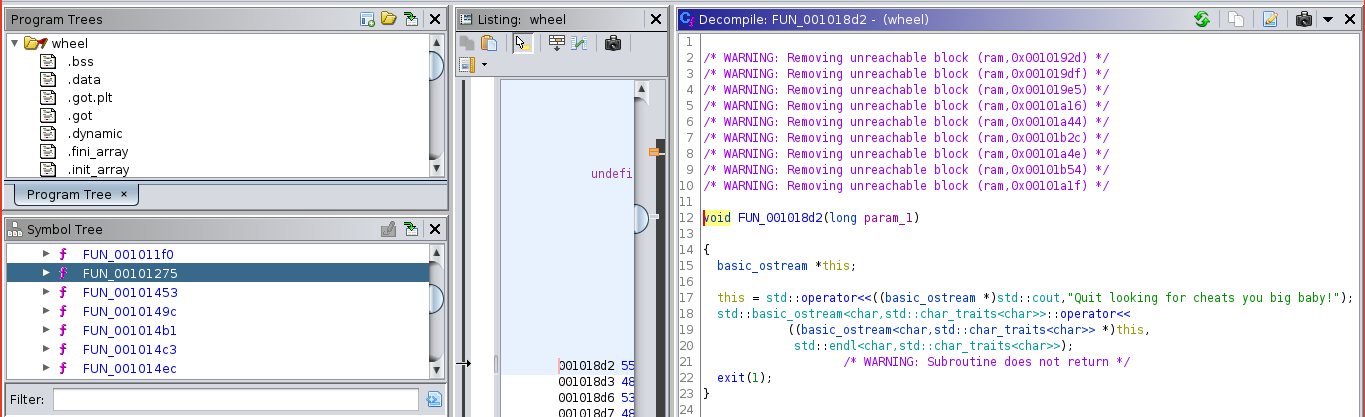 Program Trees
wheel
.bss
.data
.got.plt
.got
.dynamic
.fini_array
.init_array
Program Tree ×
Symbol Tree
FUN_001011f0
FUN_00101275
FUN_00101453
FUN_0010149c
FUN_001014b1
FUN_001014c3
FUN_001014ec
Filter:
Listing: wheel
undefi
001018d2 55
001018d3 48
001018d6 53
001018d7 48
Decompile: FUN_001018d2 - (wheel)
1
2 /* WARNING: Removing unreachable block (ram,0x0010192d) */
3 /* WARNING: Removing unreachable block (ram,0x001019df) */
4 /* WARNING: Removing unreachable block (ram,0x001019e5) */
5 /* WARNING: Removing unreachable block (ram,0x00101a16) */
6 /* WARNING: Removing unreachable block (ram,0x00101a44) */
7 /* WARNING: Removing unreachable block (ram,0x00101b2c) */
8 /* WARNING: Removing unreachable block (ram,0x00101a4e) */
9 /* WARNING: Removing unreachable block (ram,0x00101b54) */
10 /* WARNING: Removing unreachable block (ram,0x00101a1f) */
11
12 void FUN_001018d2(long param_1)
13
14 {
15 basic_ostream *this;
16
17 this = std::operator<<((basic_ostream *)std::cout,"Quit looking for cheats you big baby!");
18 std::basic_ostream<char,std::char_traits<char>>::operator<<
19 ((basic_ostream<char,std::char_traits<char>> *)this,
20 std::endl<char,std::char_traits<char>>);
21 /* WARNING: Subroutine does not return */
22 exit(1);
23 }
24